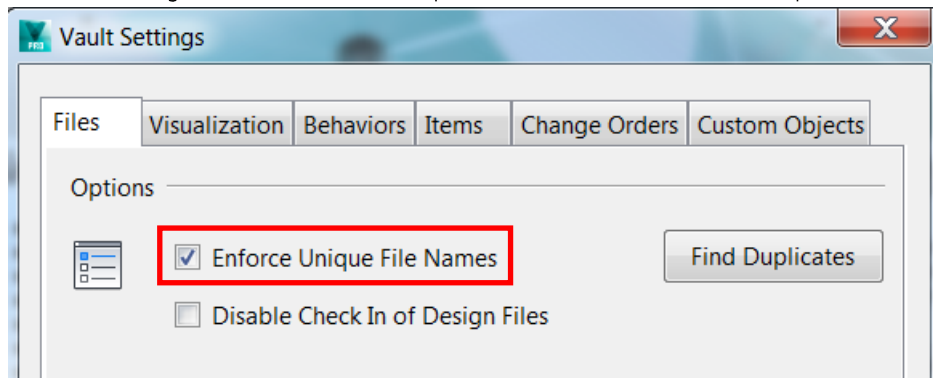 PRO Vault Settings
X
Files Visualization Behaviors Items Change Orders Custom Objects
Options
Enforce Unique File Names Find Duplicates
Disable Check In of Design Files